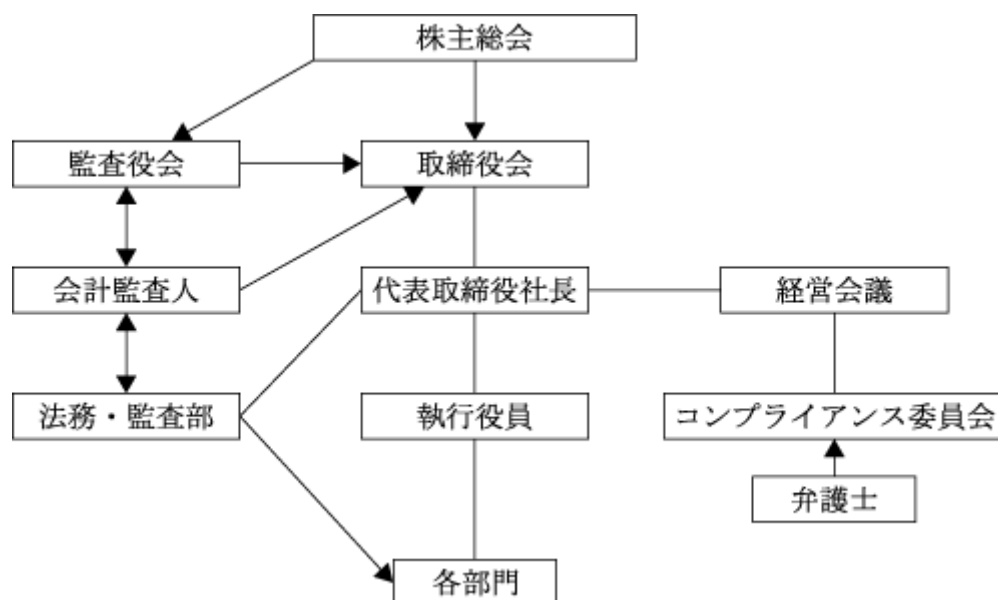 株主総会
監査役会
取締役会
会計監査人
代表取締役社長
経営会議
法務・監査部
執行役員
コンプライアンス委員会
弁護士
各部門